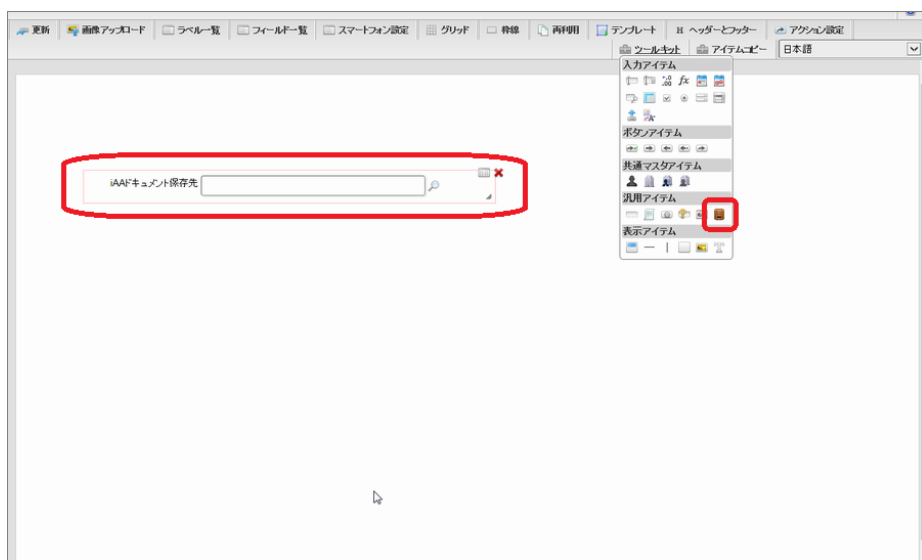 更新 画像アップロード ラベル一覧 フィールド一覧 スマートフォン設定 グリッド 枠線 再利用 テンプレート H ヘッダーとフッター アクション設定
ツールキット アイテムコピー 日本語
入力アイテム
fx
ボタンアイテム
共通マスタアイテム
汎用アイテム
表示アイテム
iAAドキュメント保存先